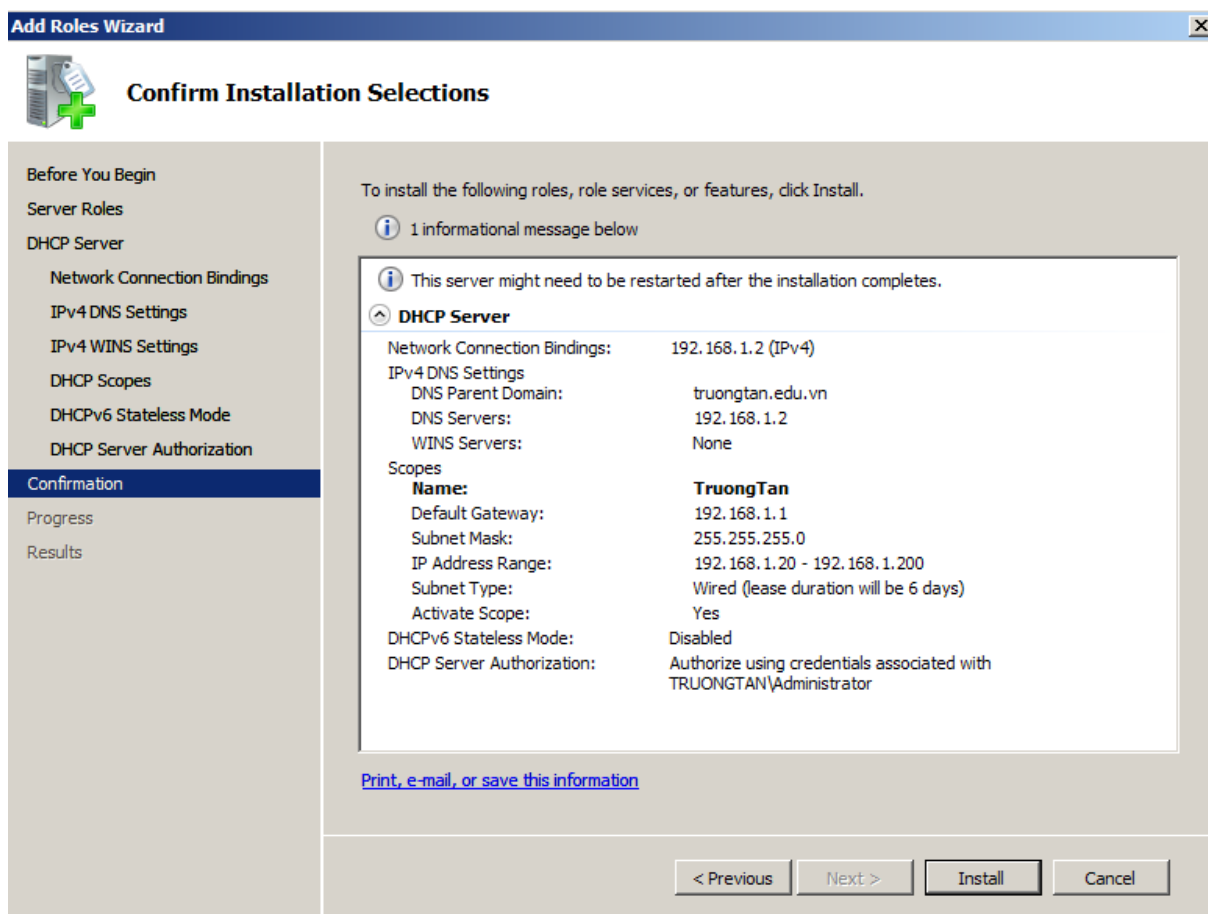 Add Roles Wizard
Confirm Installation Selections
Before You Begin
Server Roles
DHCP Server
Network Connection Bindings
IPv4 DNS Settings
IPv4 WINS Settings
DHCP Scopes
DHCPv6 Stateless Mode
DHCP Server Authorization
Confirmation
Progress
Results
To install the following roles, role services, or features, click Install.
1 informational message below
This server might need to be restarted after the installation completes.
DHCP Server
Network Connection Bindings: 192.168.1.2 (IPv4)
IPv4 DNS Settings
DNS Parent Domain: truongtan.edu.vn
DNS Servers: 192.168.1.2
WINS Servers: None
Scopes
Name: TruongTan
Default Gateway: 192.168.1.1
Subnet Mask: 255.255.255.0
IP Address Range: 192.168.1.20 - 192.168.1.200
Subnet Type: Wired (lease duration will be 6 days)
Activate Scope: Yes
DHCPv6 Stateless Mode: Disabled
DHCP Server Authorization: Authorize using credentials associated with
TRUONGTAN\Administrator
Print, e-mail, or save this information
< Previous Next > Install Cancel